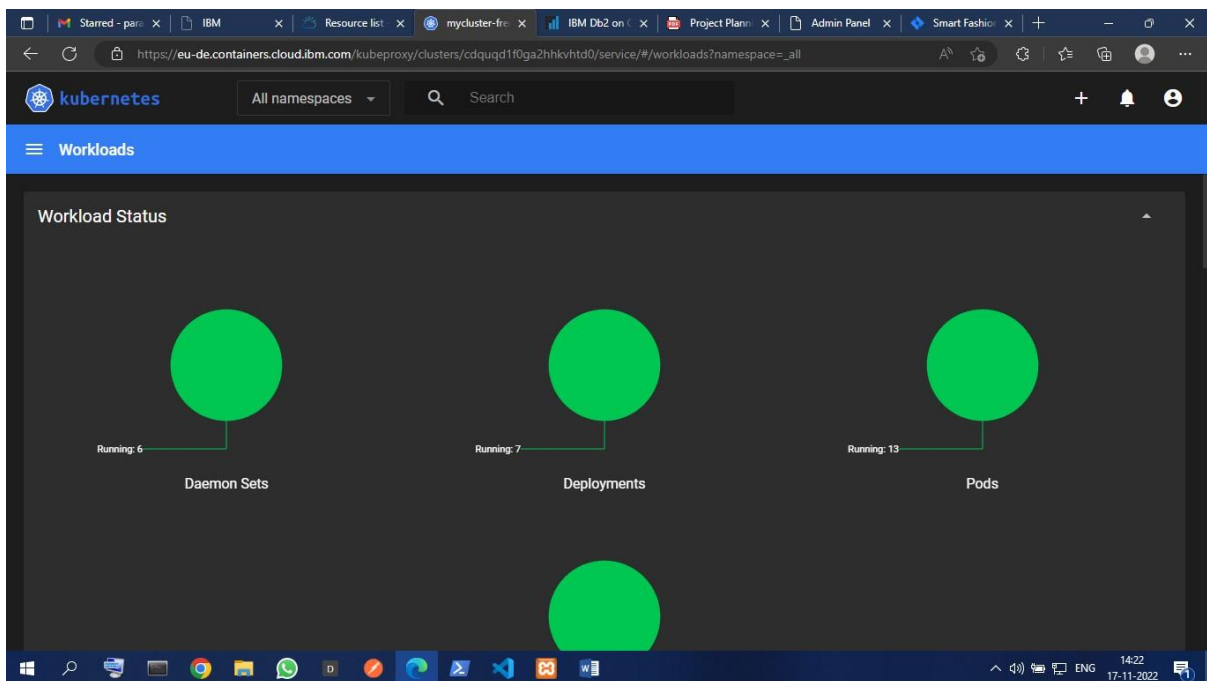 Starred - para
IBM
Resource list
mycluster-fre
IBM Db2 on C
Project Planni
Admin Panel
Smart Fashion
https://eu-de.containers.cloud.ibm.com/kubeproxy/clusters/cdquqd1f0ga2hhkvhtd0/service/#/workloads?namespace=_all
kubernetes
All namespaces
Search
Workloads
Workload Status
Running: 6
Running: 7
Running: 13
Daemon Sets
Deployments
Pods
ENG
14:22
17-11-2022